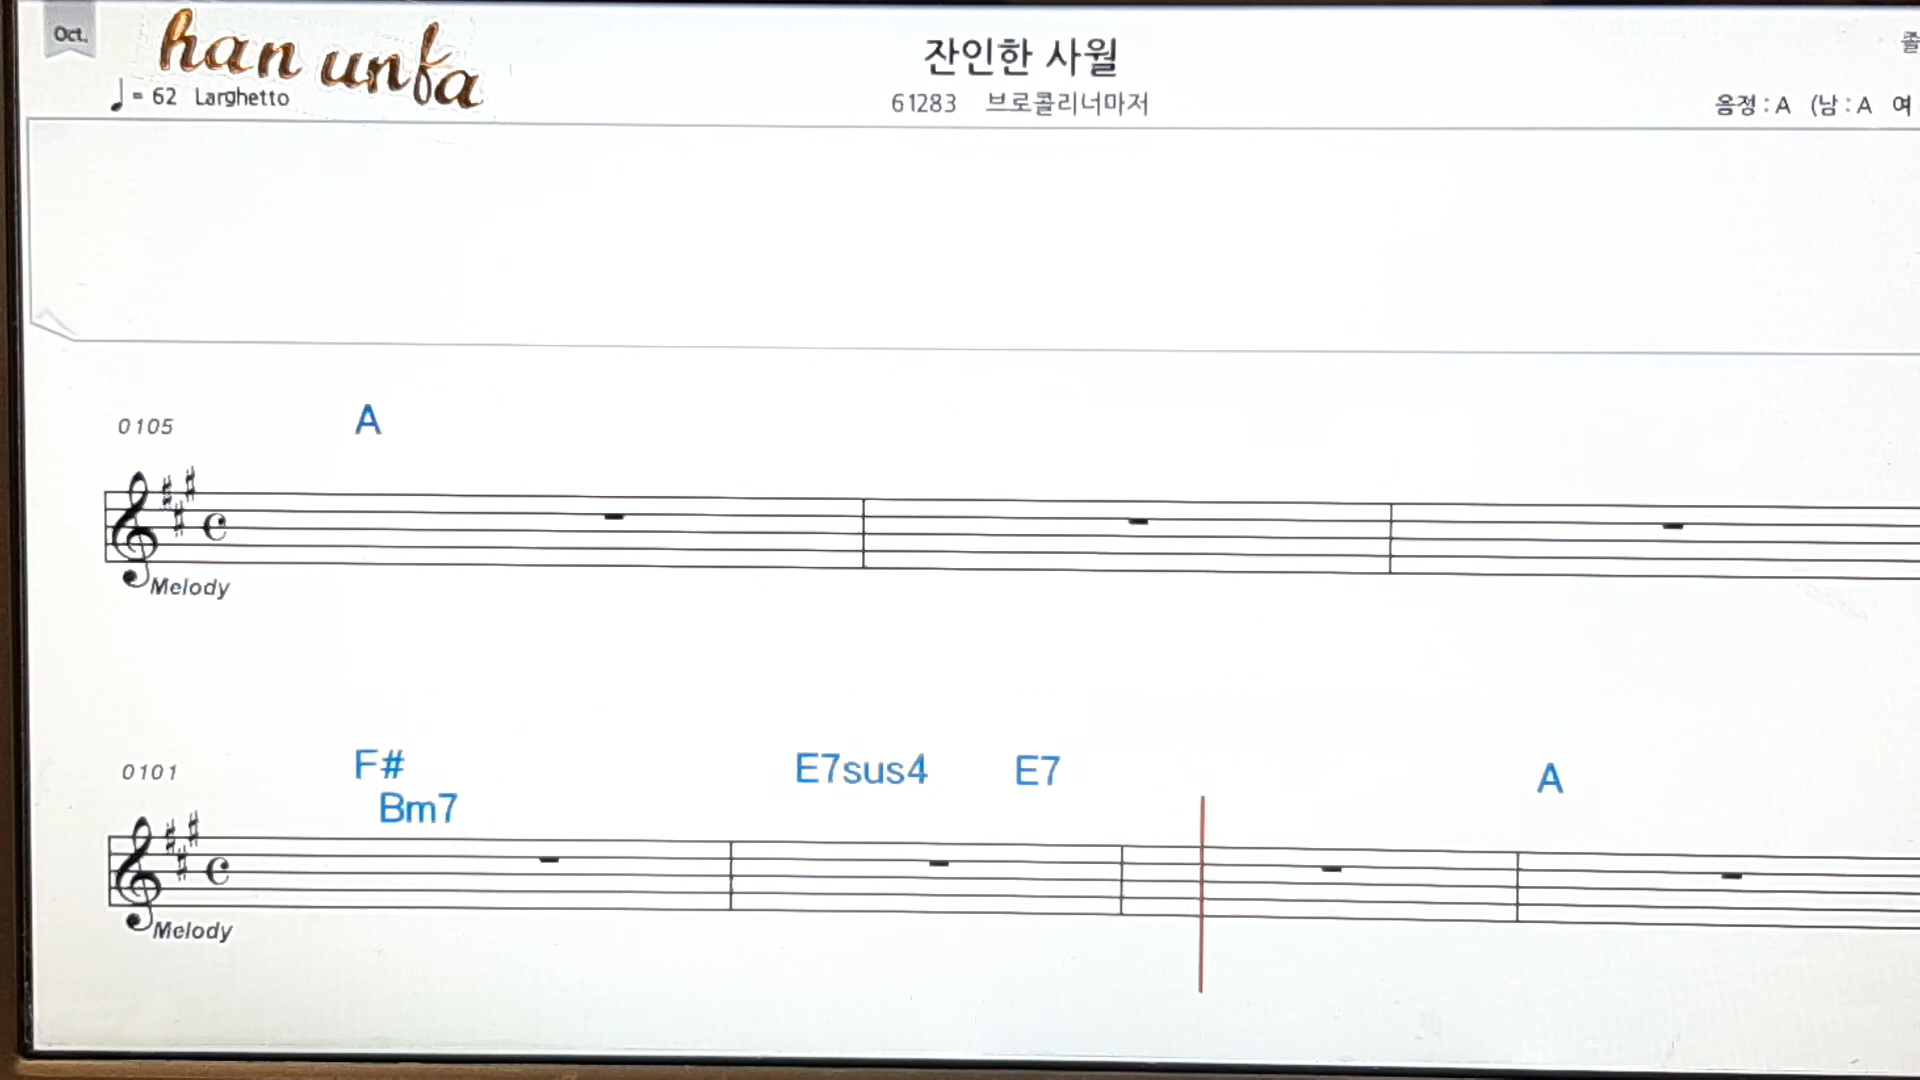 Oct.
han unfa
♩= 62 Larghetto
잔인한 사월
61283 브로콜리너마저
음정 : A (남 : A 여
0105
A
Melody
0101
F#
Bm7
E7sus4
E7
A
Melody